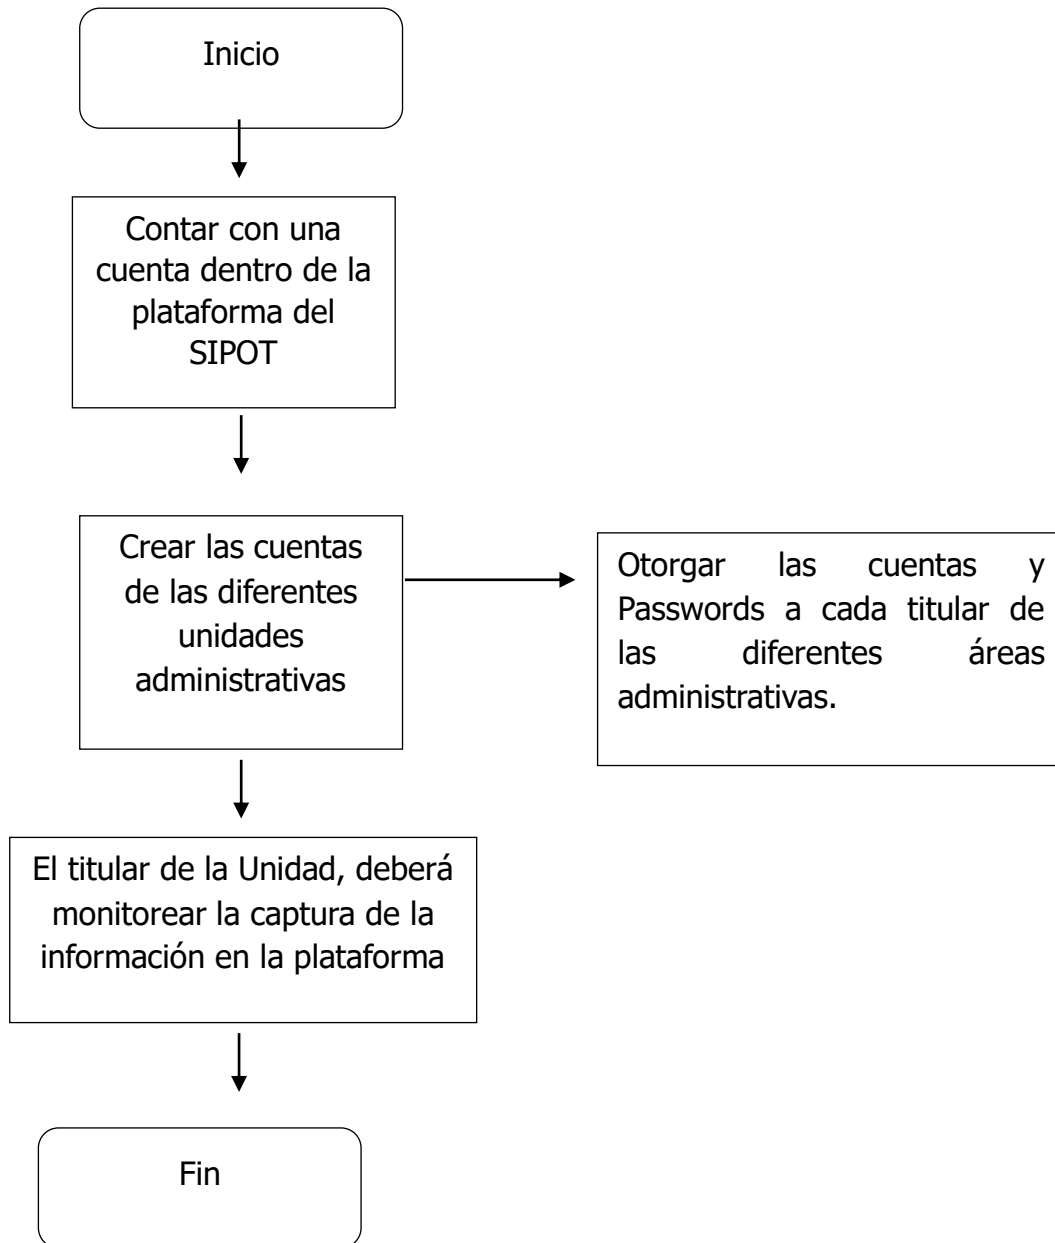 Inicio
Contar con una
cuenta dentro de la
plataforma del
SIPOT
Crear las cuentas
de las diferentes
unidades
administrativas
Otorgar las cuentas y
Passwords a cada titular de
las diferentes áreas
administrativas.
El titular de la Unidad, deberá
monitorear la captura de la
información en la plataforma
Fin